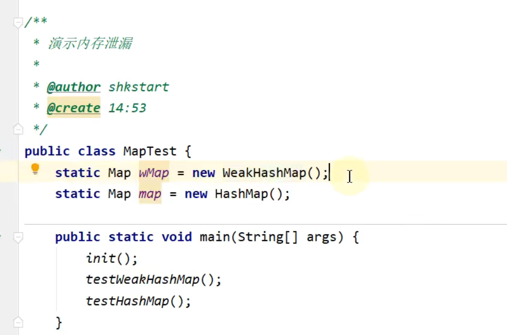 /**
 * 演示内存泄漏
 *
 * @author shkstart
 * @create 14:53
 */
public class MapTest {
    static Map wMap = new WeakHashMap();
    static Map map = new HashMap();
    public static void main(String[] args) {
        init();
        testWeakHashMap();
        testHashMap();
    }